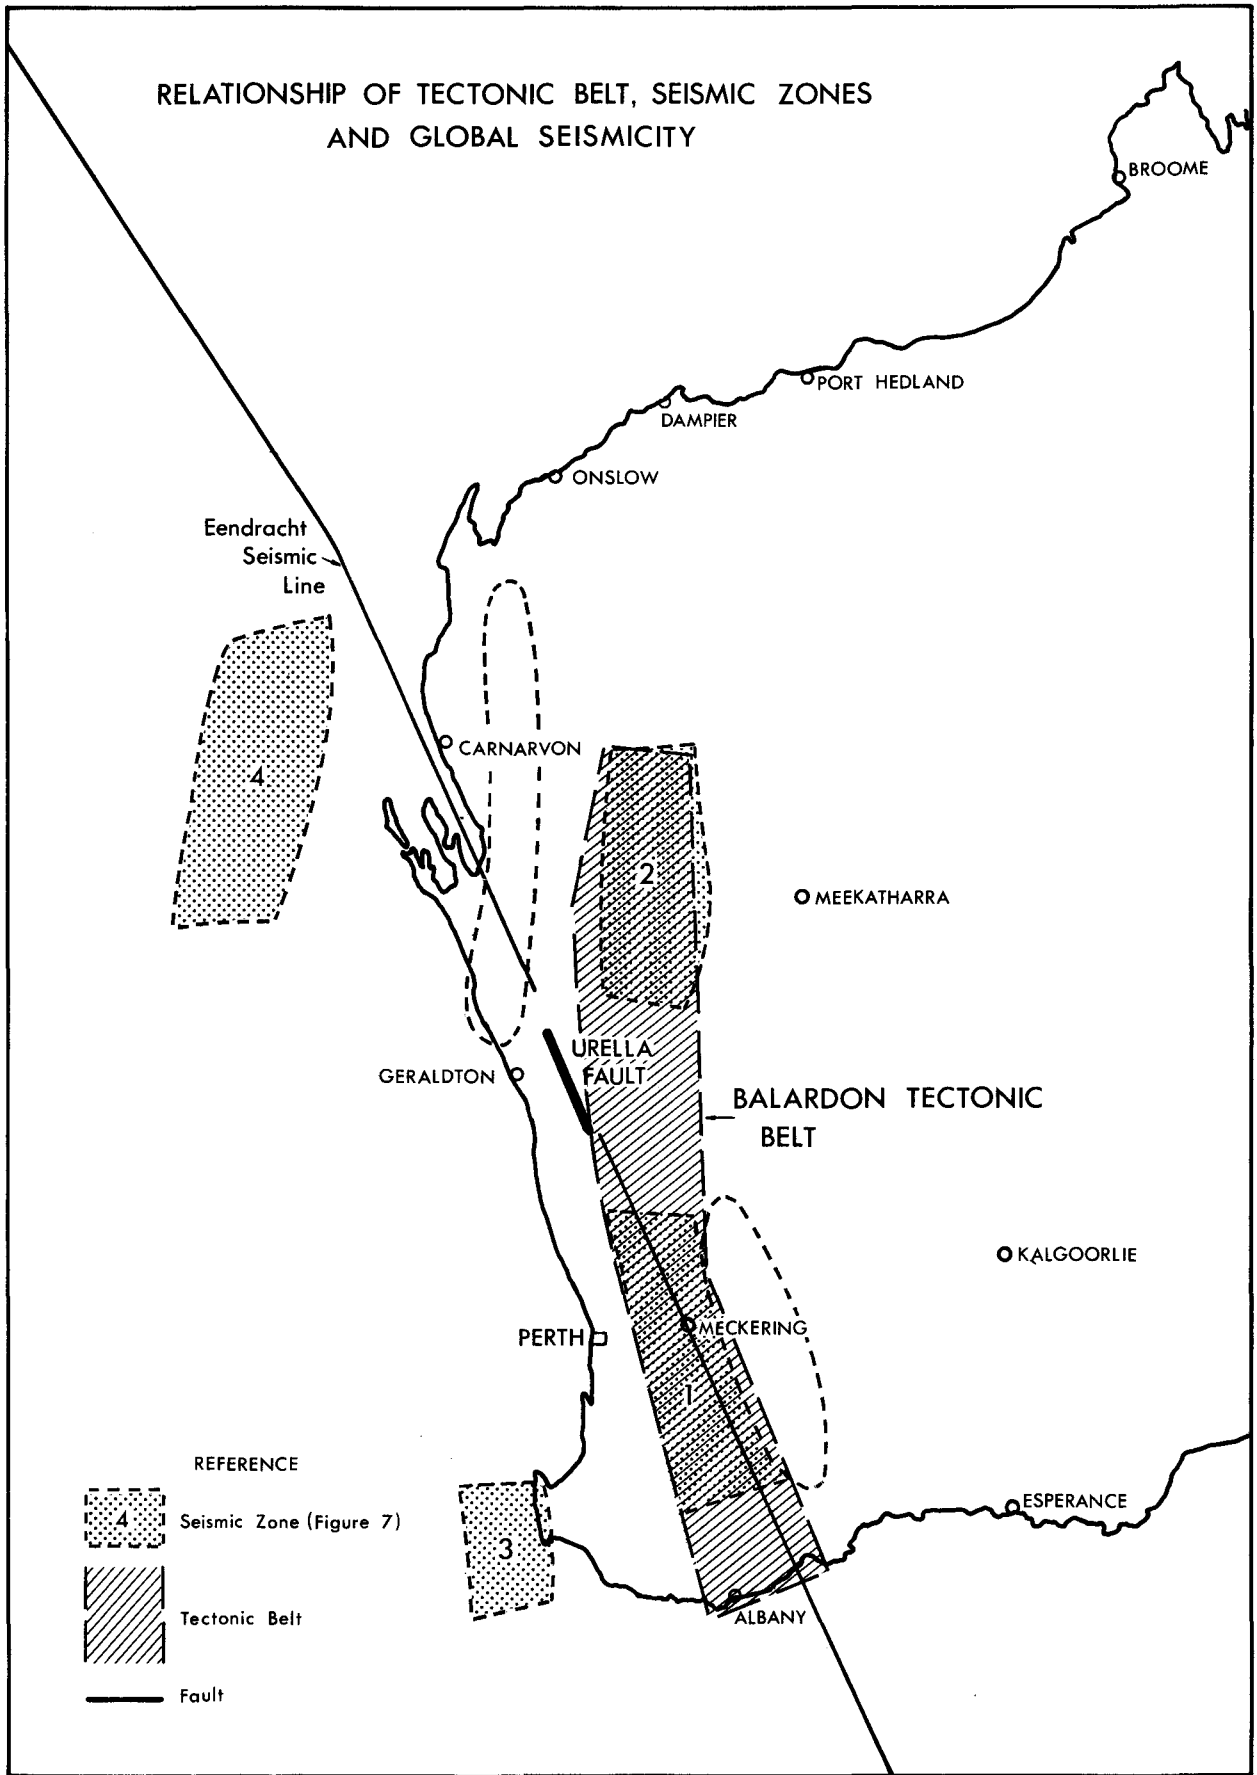 RELATIONSHIP OF TECTONIC BELT, SEISMIC ZONES
AND GLOBAL SEISMICITY
BROOME
PORT HEDLAND
DAMPIER
ONSLOW
Eendracht
Seismic
Line
CARNARVON
4
2
MEEKATHARRA
URELLA
FAULT
GERALDTON
BALARDON TECTONIC
BELT
KALGOORLIE
MECKERING
PERTH
1
REFERENCE
4 Seismic Zone (Figure 7)
3
ESPERANCE
Tectonic Belt
ALBANY
Fault